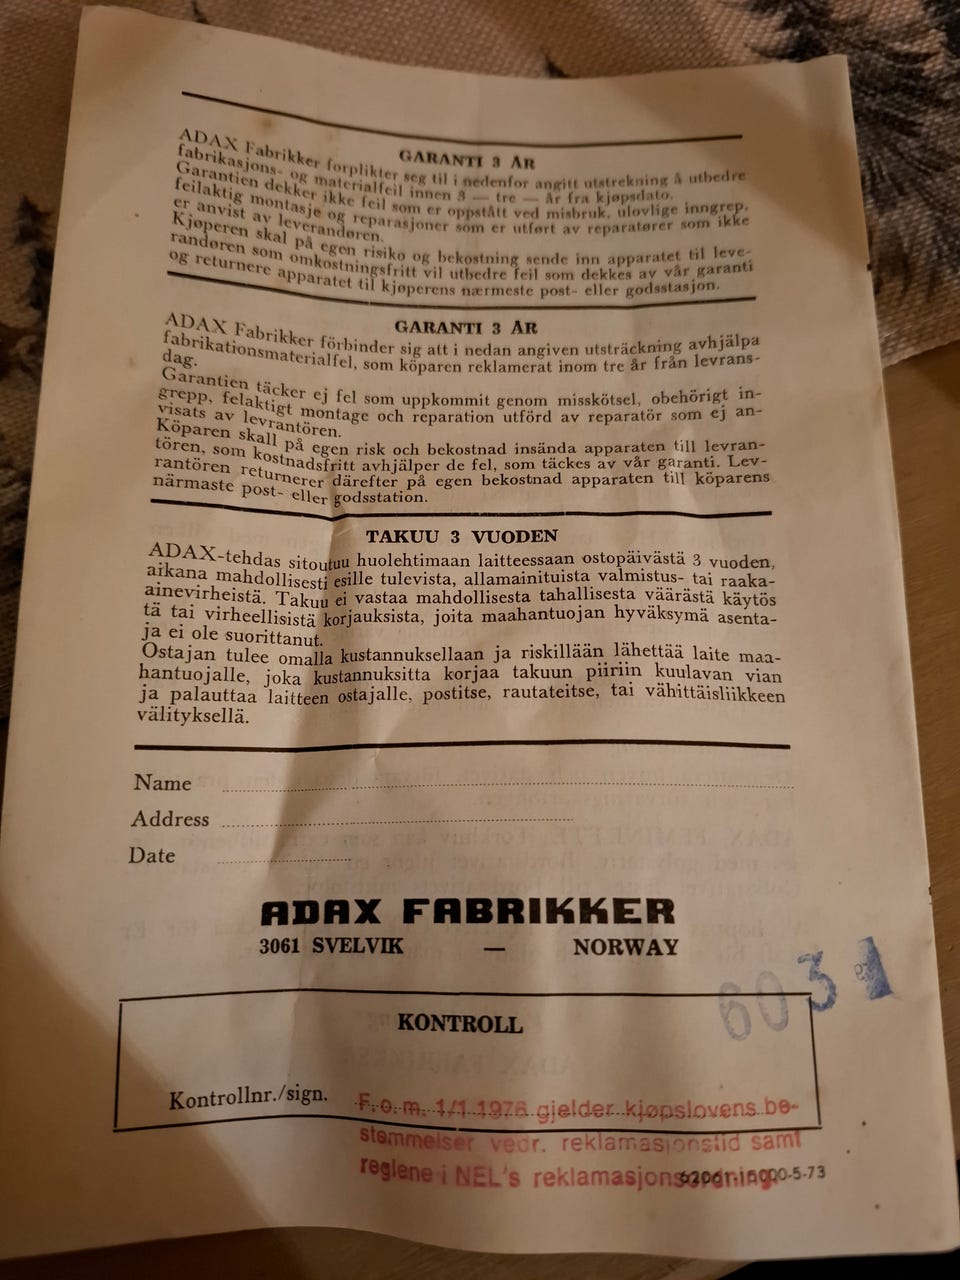 GARANTI 3 ÅR
ADAX Fabrikker forplikter seg til i nedenfor angitt utstrekning å utbedre
fabrikasjons- og materialfeil innen 3 — tre — år fra kjøpsdato.
Garantien dekker ikke feil som er oppstått ved misbruk, ulovlige inngrep,
feilaktig montasje og reparasjoner som er utført av reparatører som ikke
er anvist av leverandøren.
Kjøperen skal på egen risiko og bekostning sende inn apparatet til leve-
randøren som omkostningsfritt vil utbedre feil som dekkes av vår garanti
og returnere apparatet til kjøperens nærmeste post- eller godsstasjon.
GARANTI 3 ÅR
ADAX Fabrikker förbinder sig att i nedan angiven utsträckning avhjälpa
fabrikationsmaterialfel, som köparen reklamerat inom tre år från levrans-
dag.
Garantien täcker ej fel som uppkommit genom misskötsel, obehörigt in-
grepp, felaktigt montage och reparation utförd av reparatör som ej an-
visats av levrantören.
Köparen skall på egen risk och bekostnad insända apparaten till levran-
tören, som kostnadsfritt avhjälper de fel, som täckes av vår garanti. Lev-
rantören returnerer därefter på egen bekostnad apparaten till köparens
närmaste post- eller godsstation.
TAKUU 3 VUODEN
ADAX-tehdas sitoutuu huolehtimaan laitteessaan ostopäivästä 3 vuoden,
aikana mahdollisesti esille tulevista, allamainituista valmistus- tai raaka-
ainevirheistä. Takuu ei vastaa mahdollisesta tahallisesta väärästä käytös
tä tai virheellisistä korjauksista, joita maahantuojan hyväksymä asenta-
ja ei ole suorittanut.
Ostajan tulee omalla kustannuksellaan ja riskillään lähettää laite maa-
hantuojalle, joka kustannuksitta korjaa takuun piiriin kuulavan vian
ja palauttaa laitteen ostajalle, postitse, rautateitse, tai vähittäisliikkeen
välityksellä.
Name
Address
Date
ADAX FABRIKKER
3061 SVELVIK — NORWAY
603
KONTROLL
Kontrollnr./sign.
F.o.m. 1/1 1976 gjelder kjøpslovens be-
stemmelser vedr. reklamasjonstid samt
reglene i NEL's reklamasjonsordning.
000-5-73